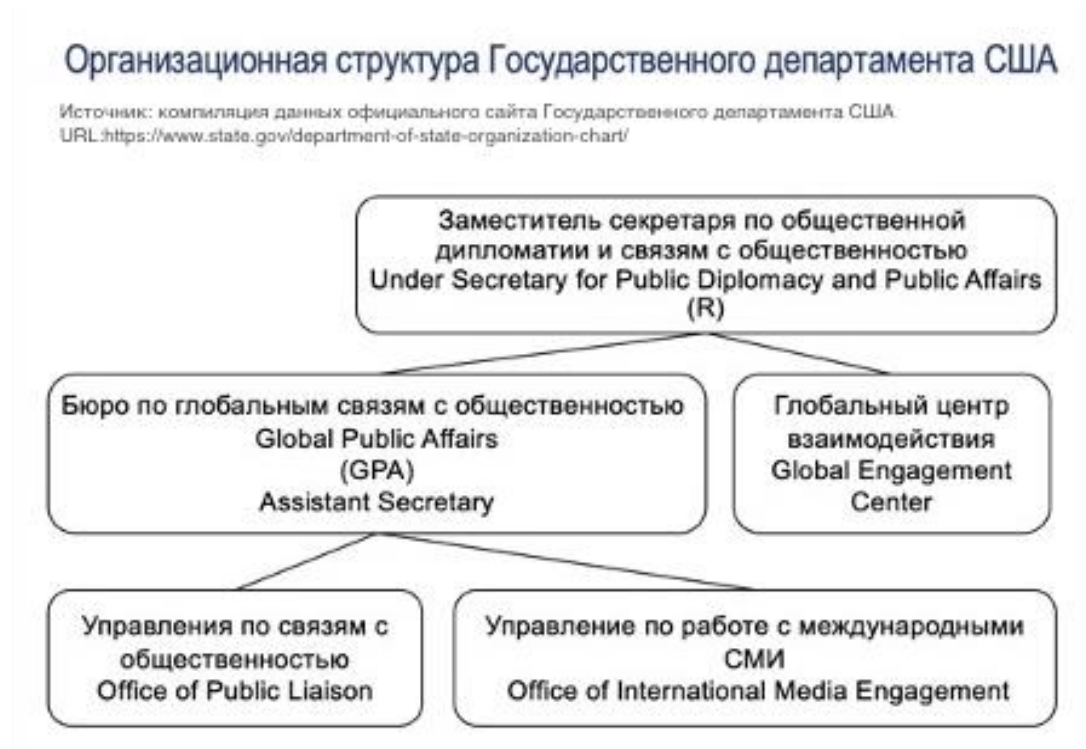 Организационная структура Государственного департамента США
Источник: компиляция данных официального сайта Государственного департамента США
URL:https://www.state.gov/department-of-state-organization-chart/
Заместитель секретаря по общественной
дипломатии и связям с общественностью
Under Secretary for Public Diplomacy and Public Affairs
(R)
Бюро по глобальным связям с общественностью
Global Public Affairs
(GPA)
Assistant Secretary
Глобальный центр
взаимодействия
Global Engagement
Center
Управления по связям с
общественностью
Office of Public Liaison
Управление по работе с международными
СМИ
Office of International Media Engagement